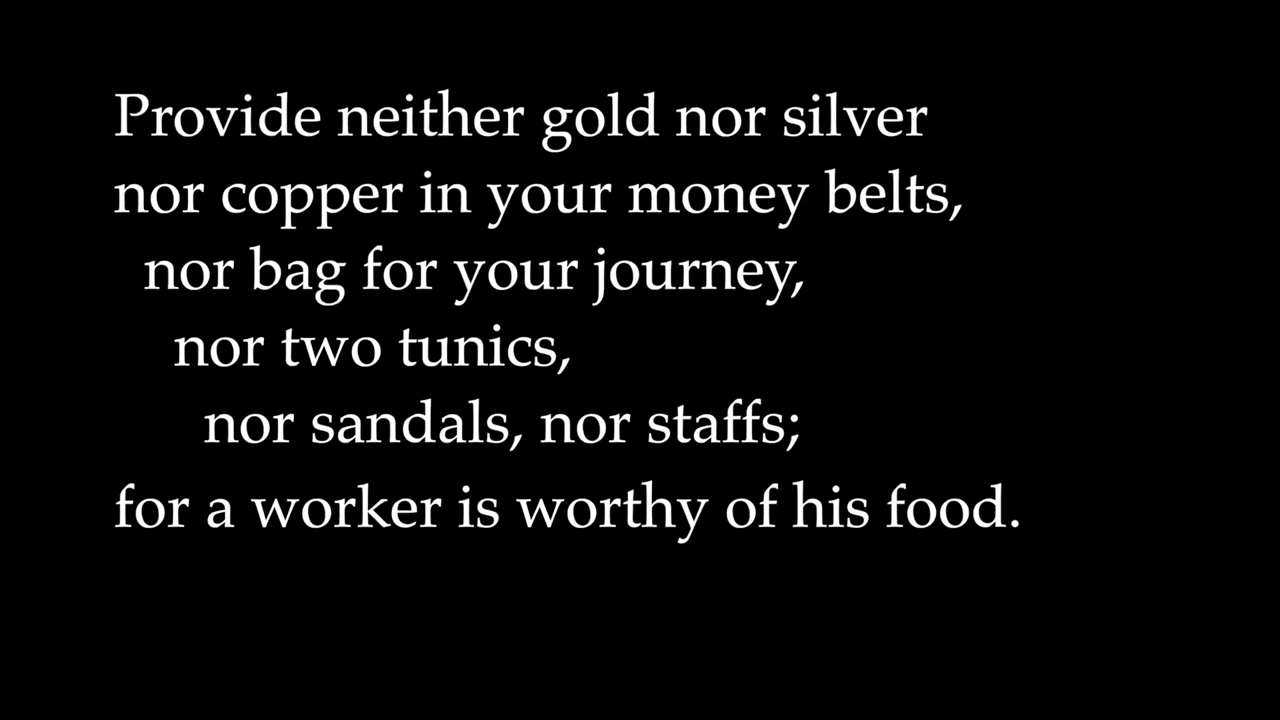 Provide neither gold nor silver
nor copper in your money belts,
nor bag for your journey,
nor two tunics,
nor sandals, nor staffs;
for a worker is worthy of his food.